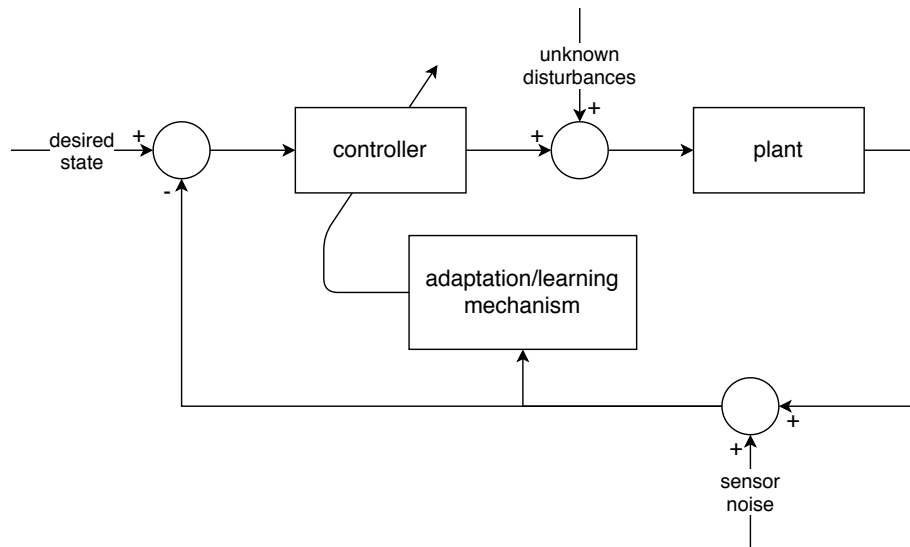 unknown
disturbances
+
+
desired
state
-
controller
+
plant
adaptation/learning
mechanism
+
+
sensor
noise